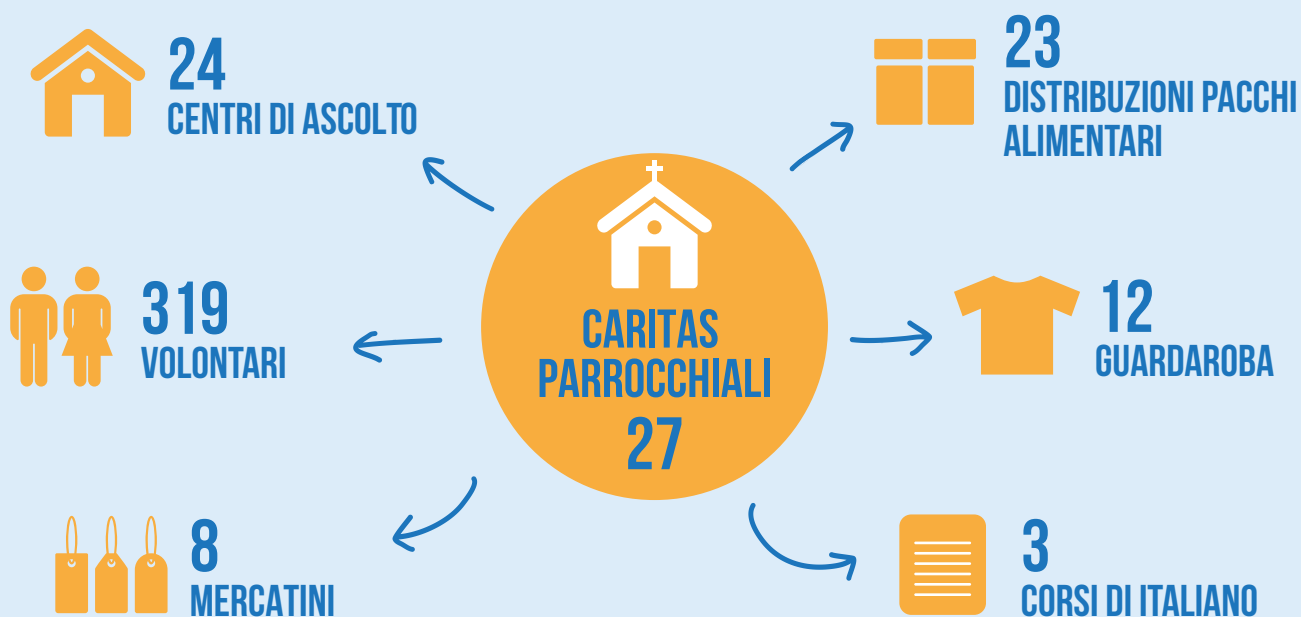 24
CENTRI DI ASCOLTO
23
DISTRIBUZIONI PACCHI
ALIMENTARI
319
VOLONTARI
CARITAS
PARROCCHIALI
27
12
GUARDAROBA
8
MERCATINI
3
CORSI DI ITALIANO